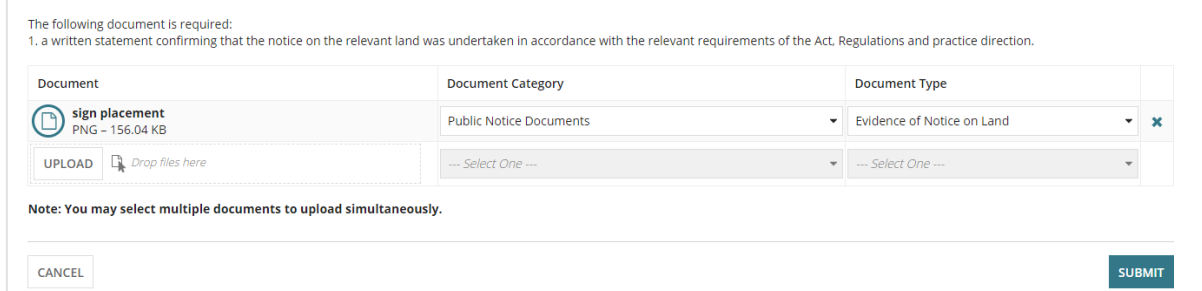 The following document is required:
1. a written statement confirming that the notice on the relevant land was undertaken in accordance with the relevant requirements of the Act, Regulations and practice direction.
Document Document Category Document Type
sign placement
PNG – 156.04 KB
Public Notice Documents Evidence of Notice on Land
UPLOAD Drop files here --- Select One --- --- Select One ---
Note: You may select multiple documents to upload simultaneously.
CANCEL SUBMIT